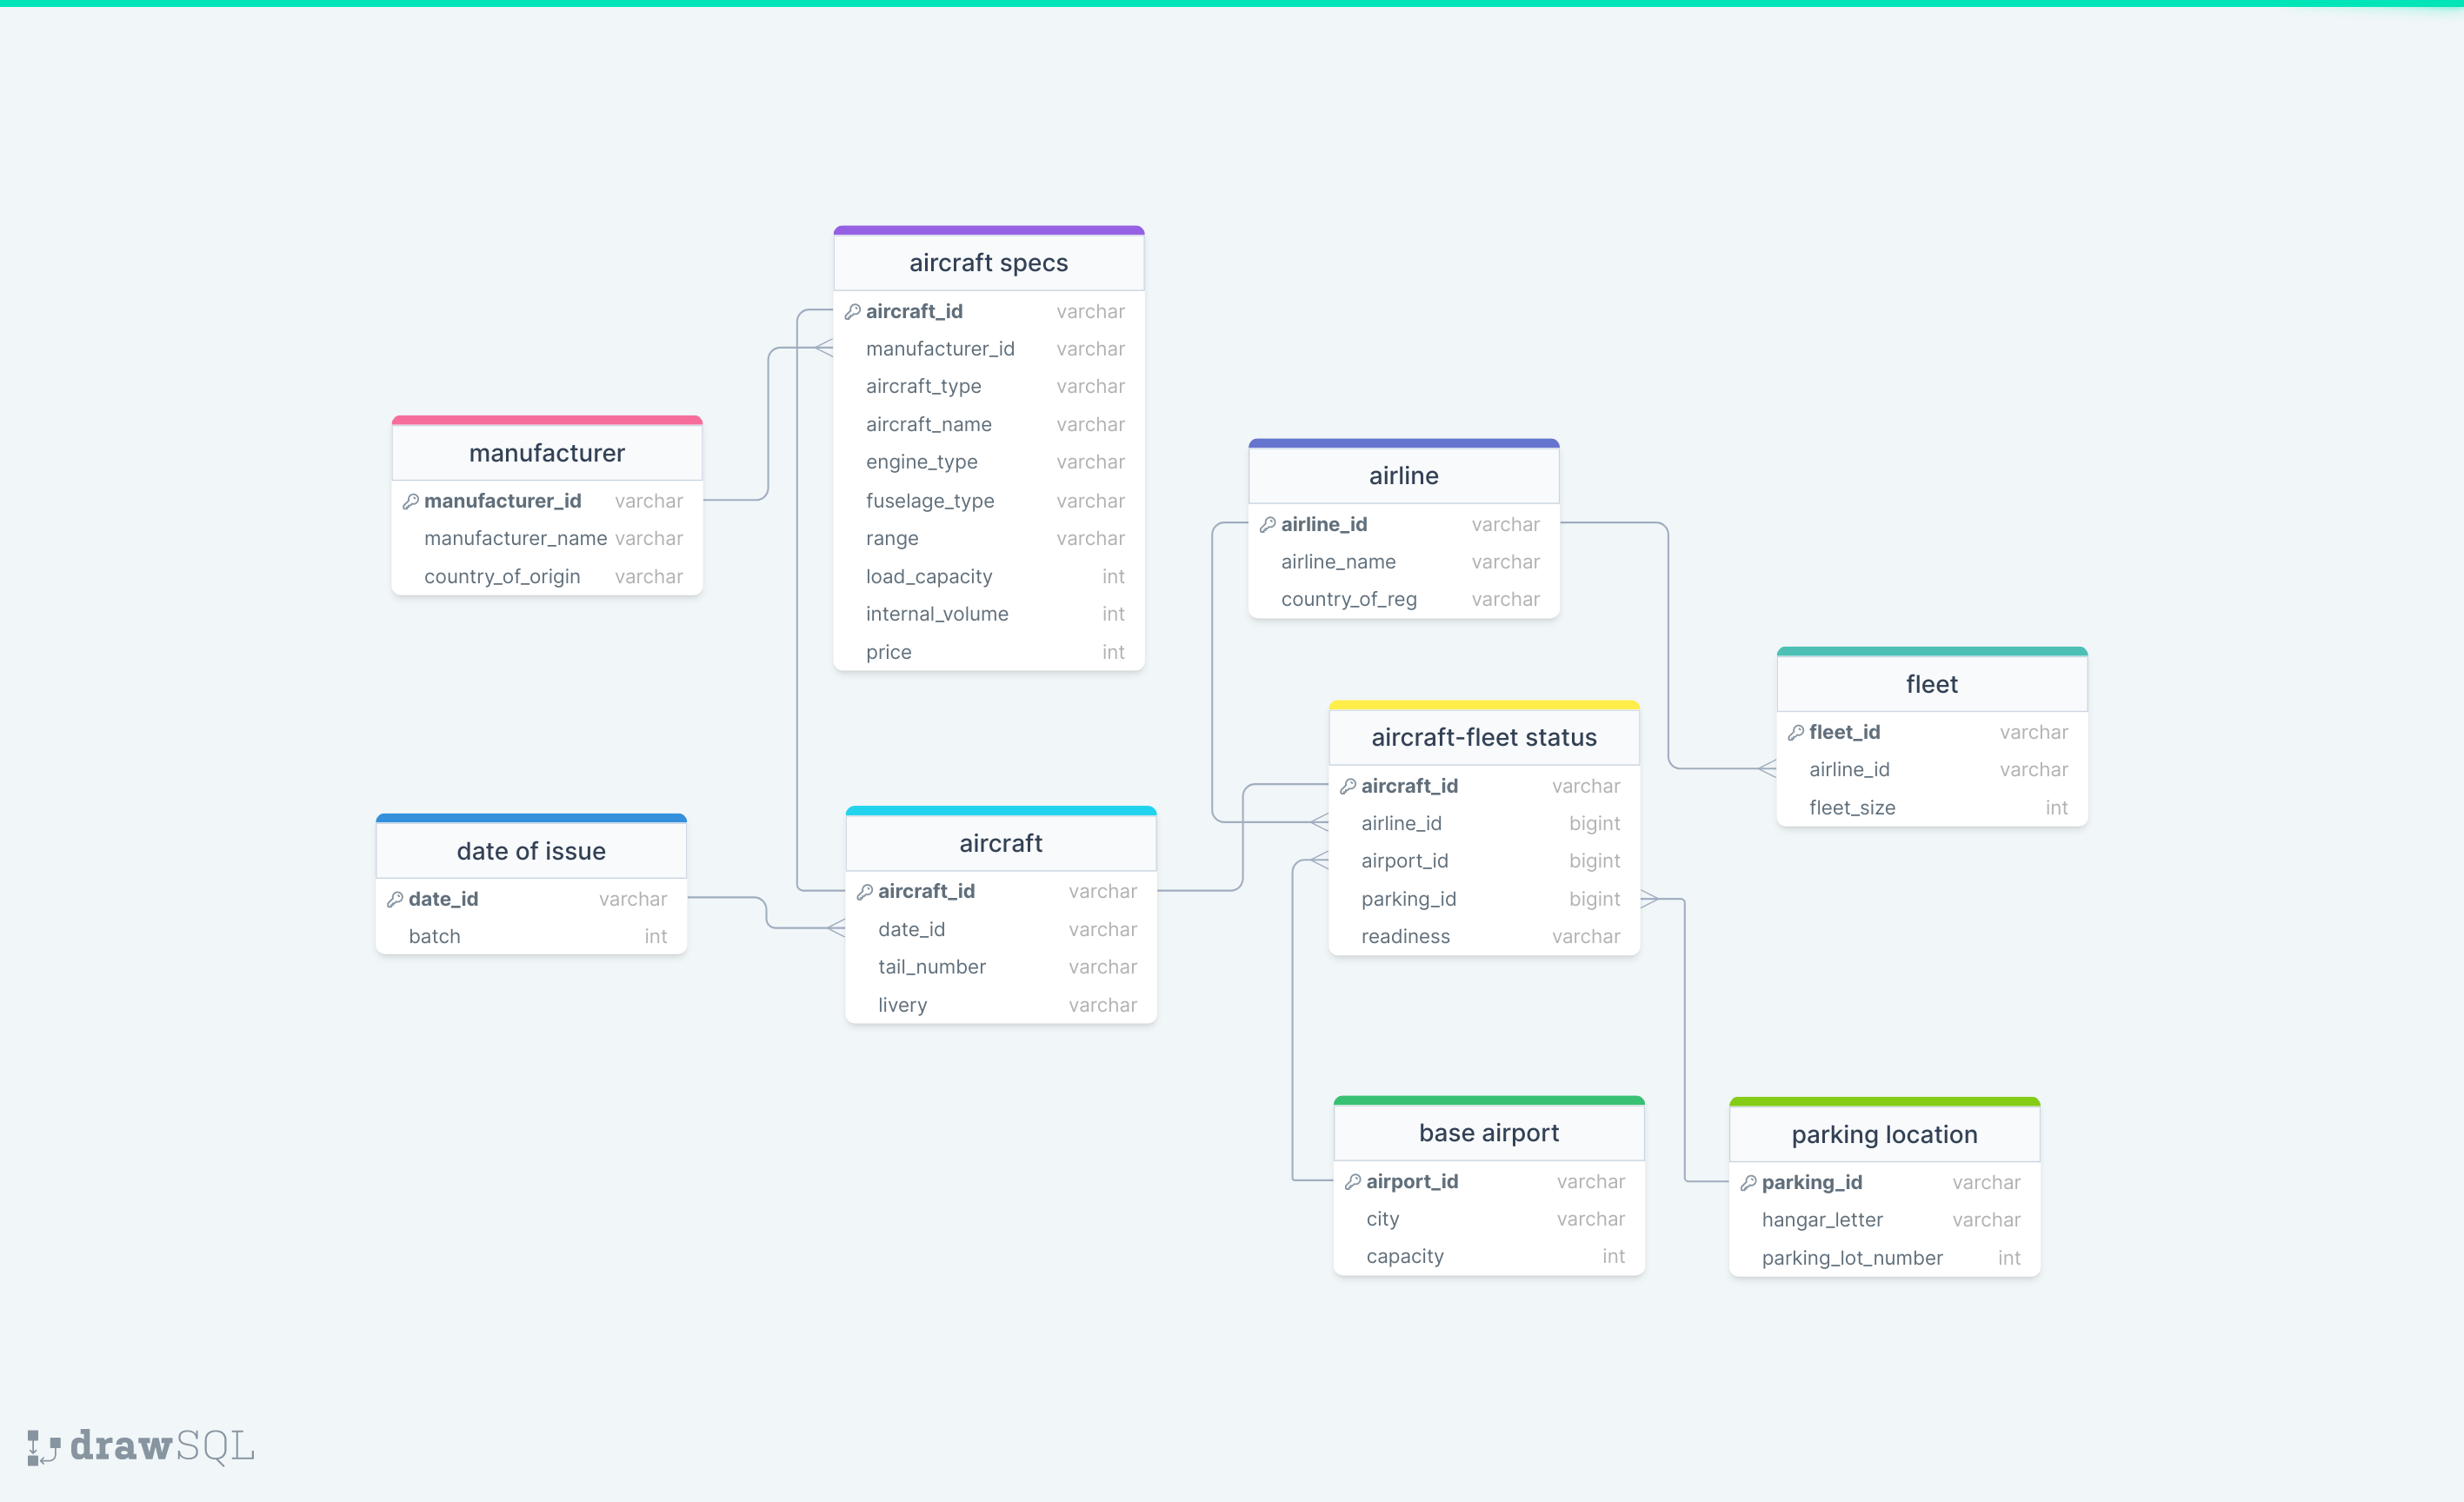 aircraft specs
aircraft_id varchar
manufacturer_id varchar
aircraft_type varchar
aircraft_name varchar
engine_type varchar
fuselage_type varchar
range varchar
load_capacity int
internal_volume int
price int
manufacturer
manufacturer_id varchar
manufacturer_name varchar
country_of_origin varchar
airline
airline_id varchar
airline_name varchar
country_of_reg varchar
fleet
fleet_id varchar
airline_id varchar
fleet_size int
aircraft-fleet status
aircraft_id varchar
airline_id bigint
airport_id bigint
parking_id bigint
readiness varchar
date of issue
date_id varchar
batch int
aircraft
aircraft_id varchar
date_id varchar
tail_number varchar
livery varchar
base airport
airport_id varchar
city varchar
capacity int
parking location
parking_id varchar
hangar_letter varchar
parking_lot_number int
drawSQL